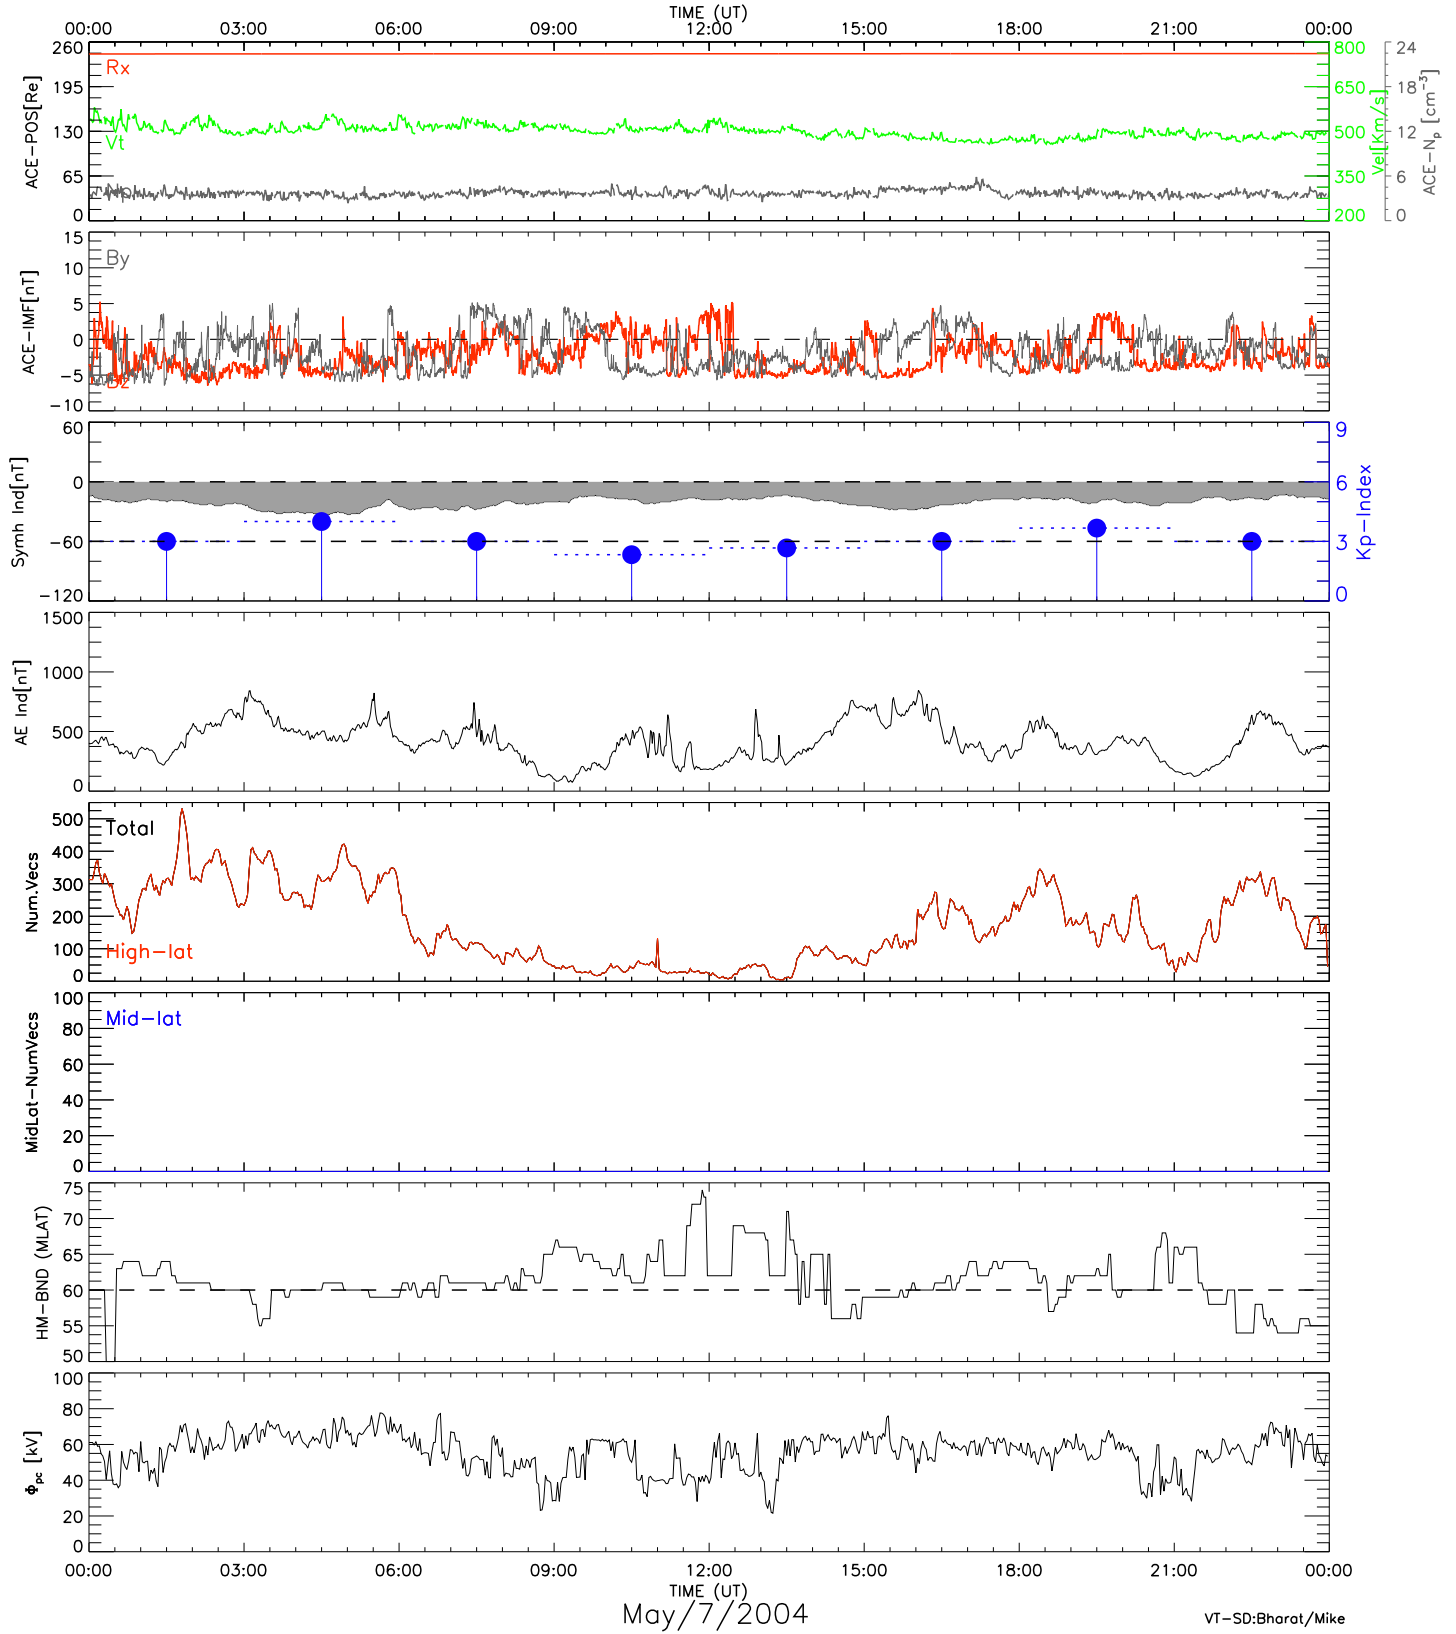 TIME (UT)
00:00 03:00 06:00 09:00 12:00 15:00 18:00 21:00 00:00
ACE-POS[Re]
260
195
130
65
0
Rx
Vt
800
650
500
350
200
Vel[Km/s]
24
18
12
6
0
ACE-Np [cm-3]
ACE-IMF[nT]
15
10
5
0
-5
-10
By
Bz
Symh Ind[nT]
60
0
-60
-120
9
6
3
0
Kp-Index
AE Ind[nT]
1500
1000
500
0
Num.Vecs
500
400
300
200
100
0
Total
High-lat
MidLat-NumVecs
100
80
60
40
20
0
Mid-lat
HM-BND (MLAT)
75
70
65
60
55
50
Φpc [kV]
100
80
60
40
20
0
00:00 03:00 06:00 09:00 12:00 15:00 18:00 21:00 00:00
TIME (UT)
May/7/2004
VT-SD:Bharat/Mike